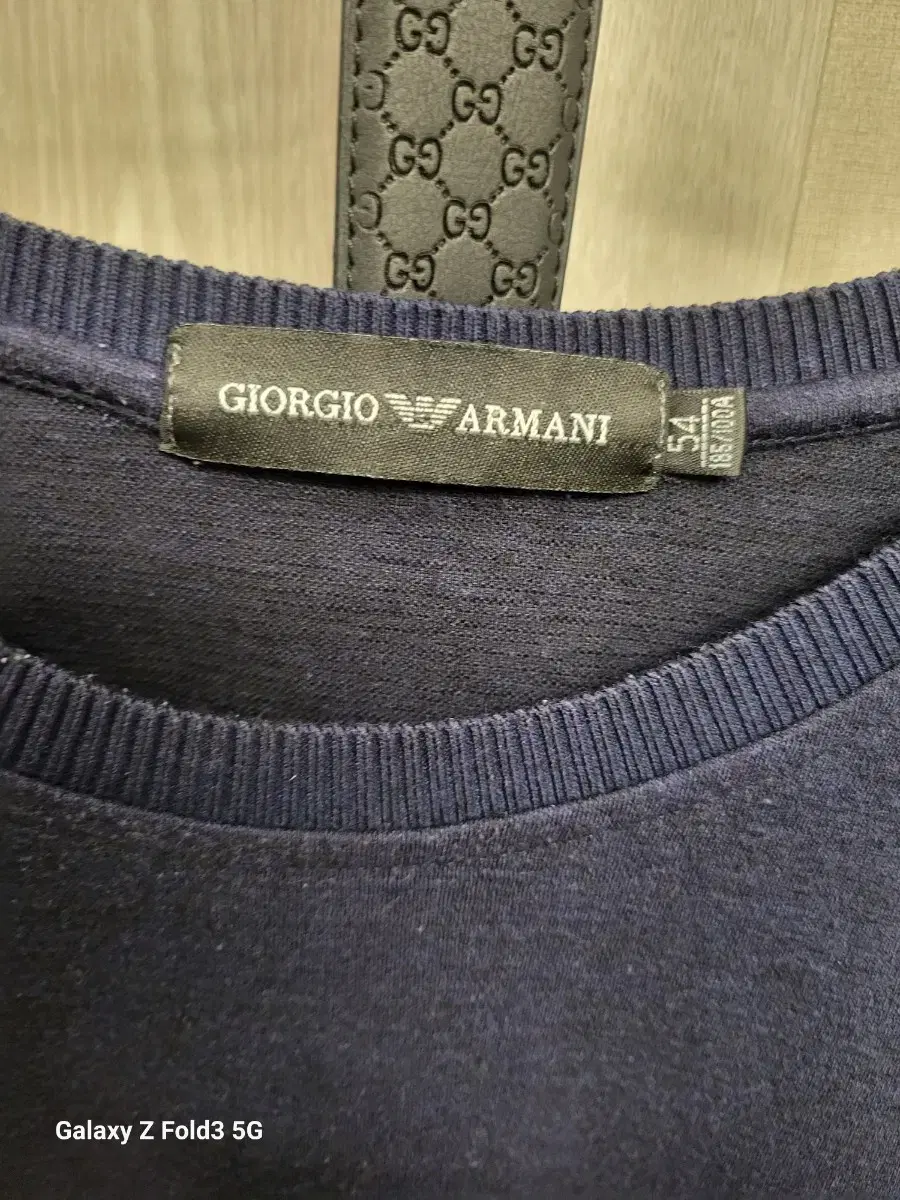 GIORGIO ARMANI
54
185/100A
Galaxy Z Fold3 5G